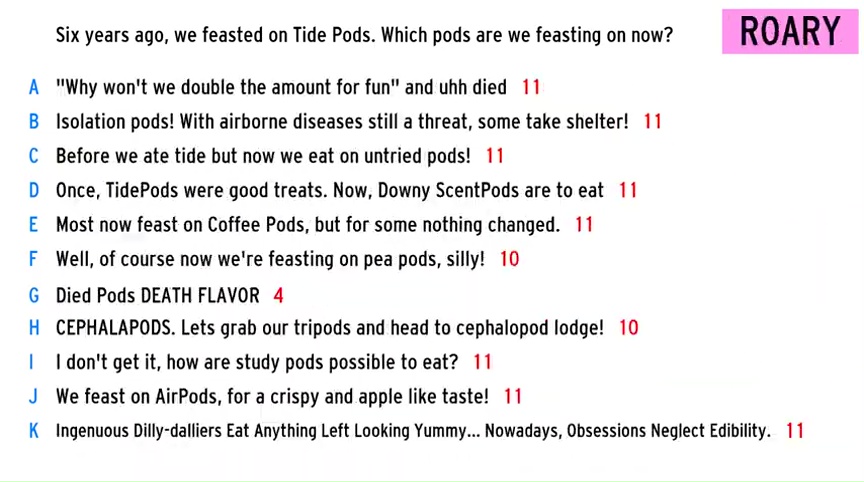 Six years ago, we feasted on Tide Pods. Which pods are we feasting on now?
ROARY
A "Why won't we double the amount for fun" and uhh died 11
B Isolation pods! With airborne diseases still a threat, some take shelter! 11
C Before we ate tide but now we eat on untried pods! 11
D Once, TidePods were good treats. Now, Downy ScentPods are to eat 11
E Most now feast on Coffee Pods, but for some nothing changed. 11
F Well, of course now we're feasting on pea pods, silly! 10
G Died Pods DEATH FLAVOR 4
H CEPHALAPODS. Lets grab our tripods and head to cephalopod lodge! 10
I I don't get it, how are study pods possible to eat? 11
J We feast on AirPods, for a crispy and apple like taste! 11
K Ingenuous Dilly-dalliers Eat Anything Left Looking Yummy... Nowadays, Obsessions Neglect Edibility. 11